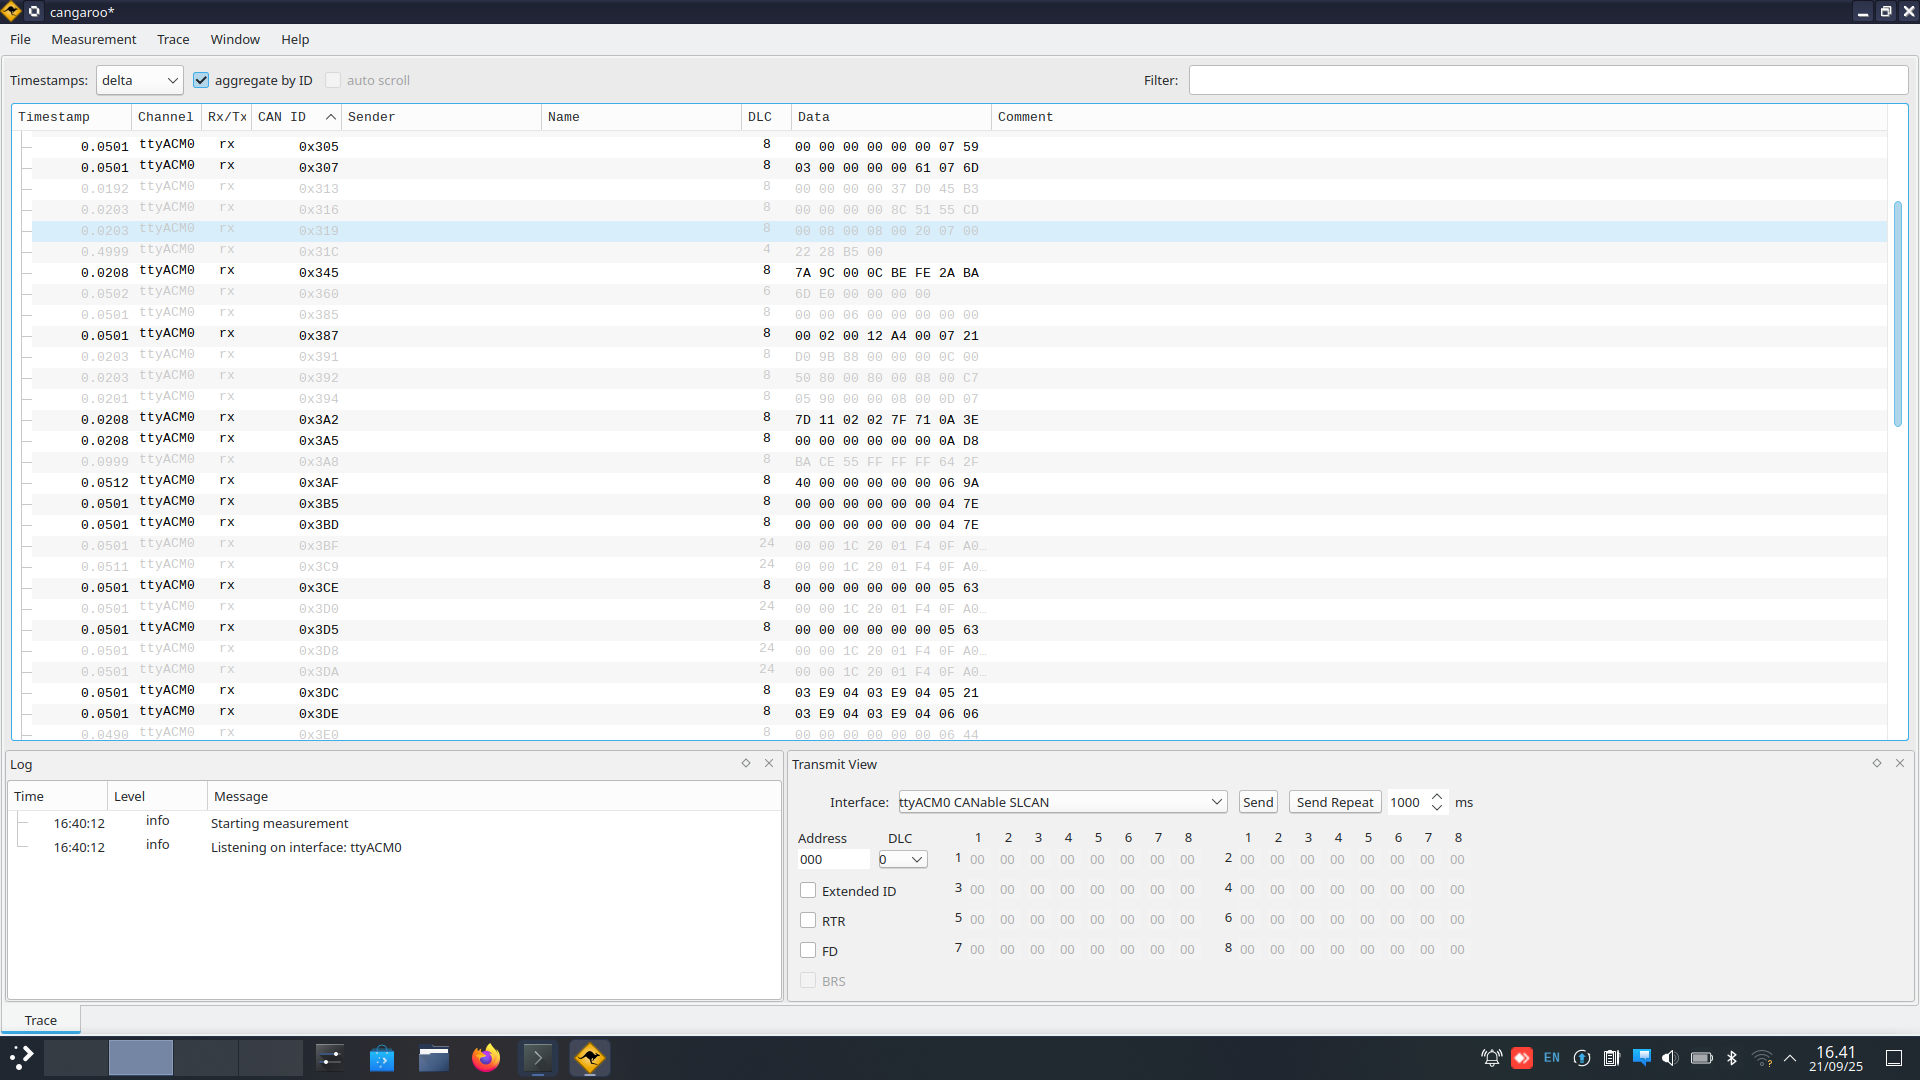 cangaroo*
File Measurement Trace Window Help
Timestamps: delta aggregate by ID auto scroll Filter:
Timestamp Channel Rx/Tx CAN ID Sender Name DLC Data Comment
0.0501 ttyACM0 rx 0x305 8 00 00 00 00 00 00 07 59
0.0501 ttyACM0 rx 0x307 8 03 00 00 00 00 61 07 6D
0.0192 ttyACM0 rx 0x313 8 00 00 00 00 37 D0 45 B3
0.0203 ttyACM0 rx 0x316 8 00 00 00 00 8C 51 55 CD
0.0203 ttyACM0 rx 0x319 8 00 08 00 08 00 20 07 00
0.4999 ttyACM0 rx 0x31C 4 22 28 B5 00
0.0208 ttyACM0 rx 0x345 8 7A 9C 00 0C BE FE 2A BA
0.0502 ttyACM0 rx 0x360 6 6D E0 00 00 00 00
0.0501 ttyACM0 rx 0x385 8 00 00 06 00 00 00 00 00
0.0501 ttyACM0 rx 0x387 8 00 02 00 12 A4 00 07 21
0.0203 ttyACM0 rx 0x391 8 D0 9B 88 00 00 00 0C 00
0.0203 ttyACM0 rx 0x392 8 50 80 00 80 00 08 00 C7
0.0201 ttyACM0 rx 0x394 8 05 90 00 00 08 00 0D 07
0.0208 ttyACM0 rx 0x3A2 8 7D 11 02 02 7F 71 0A 3E
0.0208 ttyACM0 rx 0x3A5 8 00 00 00 00 00 00 0A D8
0.0999 ttyACM0 rx 0x3A8 8 BA CE 55 FF FF FF 64 2F
0.0512 ttyACM0 rx 0x3AF 8 40 00 00 00 00 00 06 9A
0.0501 ttyACM0 rx 0x3B5 8 00 00 00 00 00 00 04 7E
0.0501 ttyACM0 rx 0x3BD 8 00 00 00 00 00 00 04 7E
0.0501 ttyACM0 rx 0x3BF 24 00 00 1C 20 01 F4 0F A0…
0.0511 ttyACM0 rx 0x3C9 24 00 00 1C 20 01 F4 0F A0…
0.0501 ttyACM0 rx 0x3CE 8 00 00 00 00 00 00 05 63
0.0501 ttyACM0 rx 0x3D0 24 00 00 1C 20 01 F4 0F A0…
0.0501 ttyACM0 rx 0x3D5 8 00 00 00 00 00 00 05 63
0.0501 ttyACM0 rx 0x3D8 24 00 00 1C 20 01 F4 0F A0…
0.0501 ttyACM0 rx 0x3DA 24 00 00 1C 20 01 F4 0F A0…
0.0501 ttyACM0 rx 0x3DC 8 03 E9 04 03 E9 04 05 21
0.0501 ttyACM0 rx 0x3DE 8 03 E9 04 03 E9 04 06 06
0.0490 ttyACM0 rx 0x3E0 8 00 00 00 00 00 00 06 44
Log
Time Level Message
16:40:12 info Starting measurement
16:40:12 info Listening on interface: ttyACM0
Transmit View
Interface: ttyACM0 CANable SLCAN Send Send Repeat 1000 ms
Address DLC 1 2 3 4 5 6 7 8 1 2 3 4 5 6 7 8
000 0 1 00 00 00 00 00 00 00 00 2 00 00 00 00 00 00 00 00
Extended ID 3 00 00 00 00 00 00 00 00 4 00 00 00 00 00 00 00 00
RTR 5 00 00 00 00 00 00 00 00 6 00 00 00 00 00 00 00 00
FD 7 00 00 00 00 00 00 00 00 8 00 00 00 00 00 00 00 00
BRS
Trace
EN 16.41
21/09/25